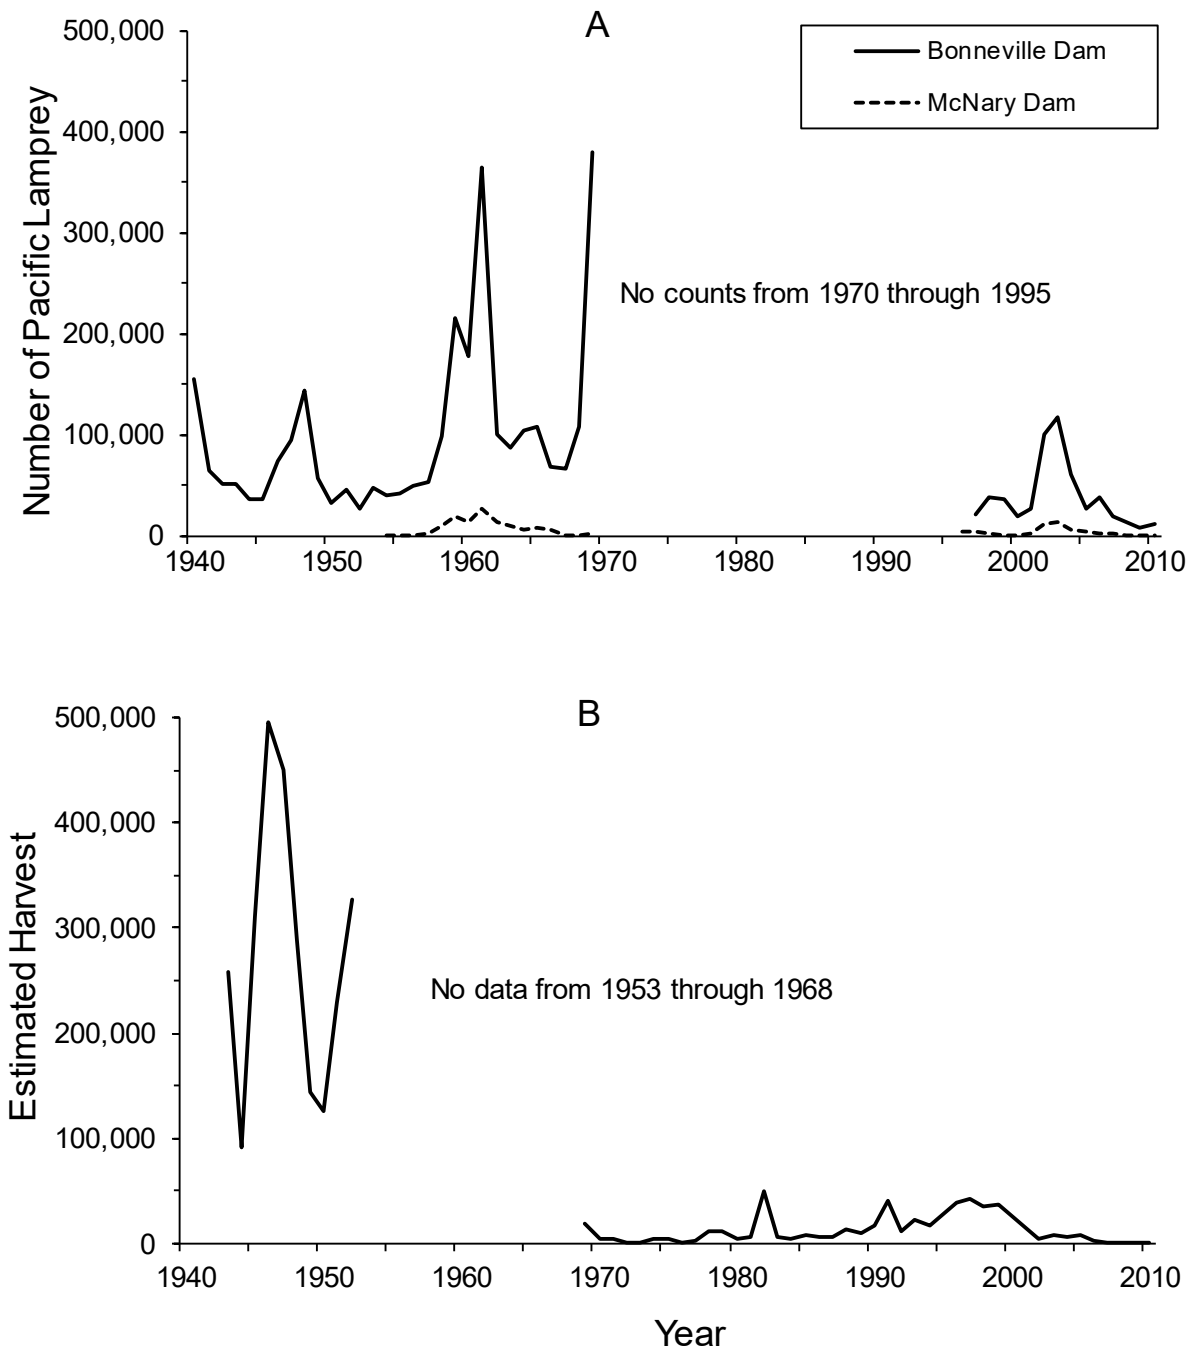 A
Number of Pacific Lamprey
500,000
400,000
300,000
200,000
100,000
0
Bonneville Dam
McNary Dam
No counts from 1970 through 1995
1940 1950 1960 1970 1980 1990 2000 2010
B
Estimated Harvest
500,000
400,000
300,000
200,000
100,000
0
No data from 1953 through 1968
1940 1950 1960 1970 1980 1990 2000 2010
Year